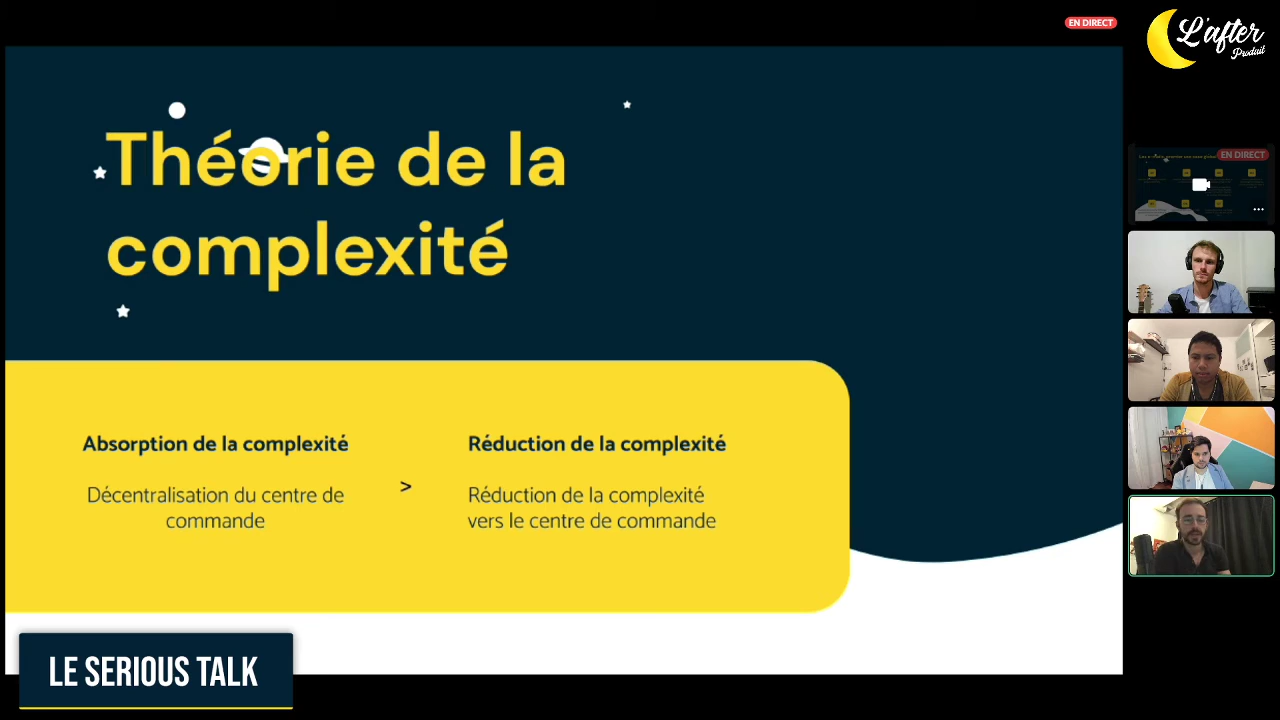 EN DIRECT
L'after
Produit
Théorie de la
complexité
EN DIRECT
Absorption de la complexité
Décentralisation du centre de
commande
>
Réduction de la complexité
Réduction de la complexité
vers le centre de commande
LE SERIOUS TALK